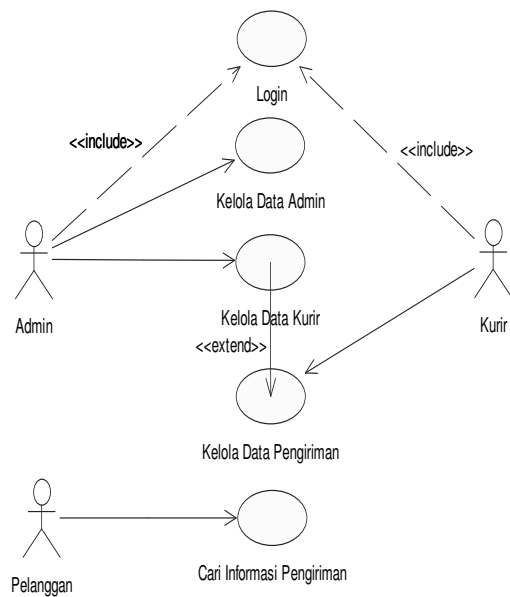 Login
<<include>>
<<include>>
Kelola Data Admin
Admin
Kelola Data Kurir
Kurir
<<extend>>
Kelola Data Pengiriman
Pelanggan
Cari Informasi Pengiriman